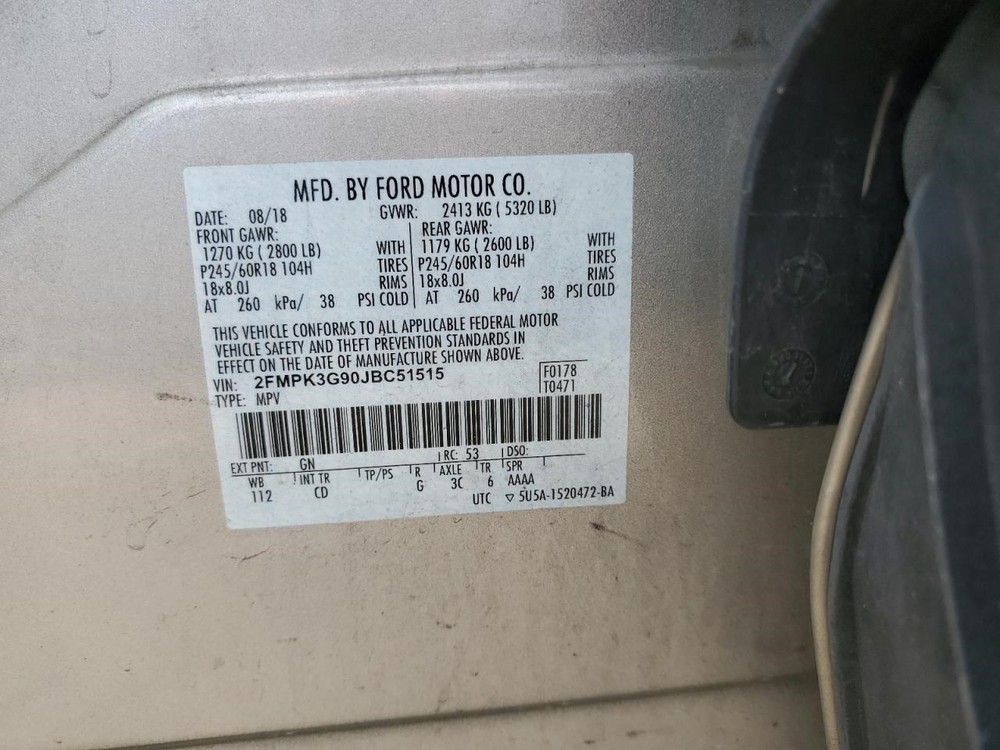 MFD. BY FORD MOTOR CO.
DATE: 08/18 GVWR: 2413 KG ( 5320 LB)
FRONT GAWR: REAR GAWR:
1270 KG ( 2800 LB) WITH 1179 KG ( 2600 LB) WITH
P245/60R18 104H TIRES P245/60R18 104H TIRES
18x8.0J RIMS 18x8.0J RIMS
AT 260 kPa/ 38 PSI COLD AT 260 kPa/ 38 PSI COLD
THIS VEHICLE CONFORMS TO ALL APPLICABLE FEDERAL MOTOR
VEHICLE SAFETY AND THEFT PREVENTION STANDARDS IN
EFFECT ON THE DATE OF MANUFACTURE SHOWN ABOVE.
VIN: 2FMPK3G90JBC51515 F0178
TYPE: MPV T0471
EXT PNT: GN RC: 53 DSO:
WB INT TR TP/PS R AXLE TR SPR
112 CD G 3C 6 AAAA
UTC ▽ 5U5A-1520472-BA